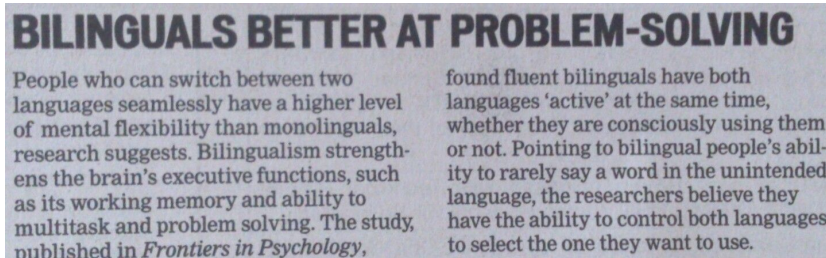 BILINGUALS BETTER AT PROBLEM-SOLVING
People who can switch between two
languages seamlessly have a higher level
of mental flexibility than monolinguals,
research suggests. Bilingualism strength-
ens the brain's executive functions, such
as its working memory and ability to
multitask and problem solving. The study,
published in Frontiers in Psychology,
found fluent bilinguals have both
languages 'active' at the same time,
whether they are consciously using them
or not. Pointing to bilingual people's abil-
ity to rarely say a word in the unintended
language, the researchers believe they
have the ability to control both languages
to select the one they want to use.